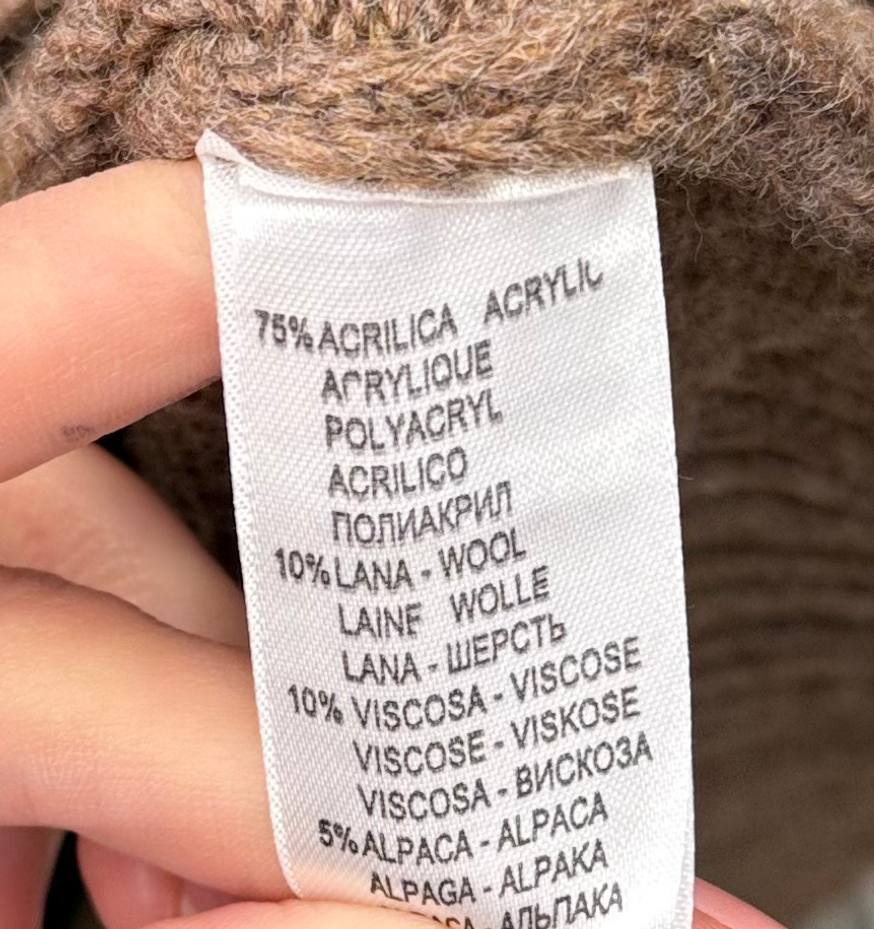 75% ACRILICA ACRYLIC
ACRYLIQUE
POLYACRYL
ACRILICO
ПОЛИАКРИЛ
10% LANA - WOOL
LAINE WOLLE
LANA - ШЕРСТЬ
10% VISCOSA - VISCOSE
VISCOSE - VISKOSE
VISCOSA - ВИСКОЗА
5% ALPACA - ALPACA
ALPAGA - ALPAKA
- АЛЬПАКА